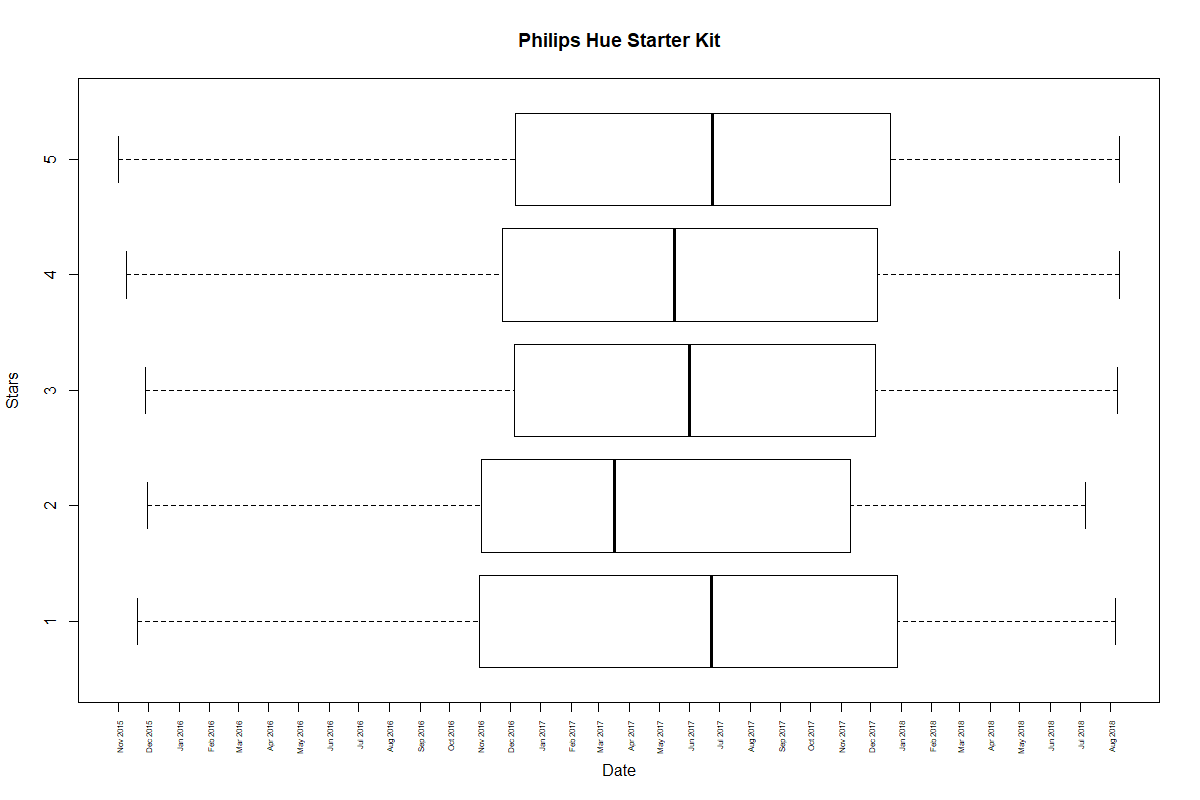 Philips Hue Starter Kit
Stars
5
4
3
2
1
Nov 2015 Dec 2015 Jan 2016 Feb 2016 Mar 2016 Apr 2016 May 2016 Jun 2016 Jul 2016 Aug 2016 Sep 2016 Oct 2016 Nov 2016 Dec 2016 Jan 2017 Feb 2017 Mar 2017 Apr 2017 May 2017 Jun 2017 Jul 2017 Aug 2017 Sep 2017 Oct 2017 Nov 2017 Dec 2017 Jan 2018 Feb 2018 Mar 2018 Apr 2018 May 2018 Jun 2018 Jul 2018 Aug 2018
Date